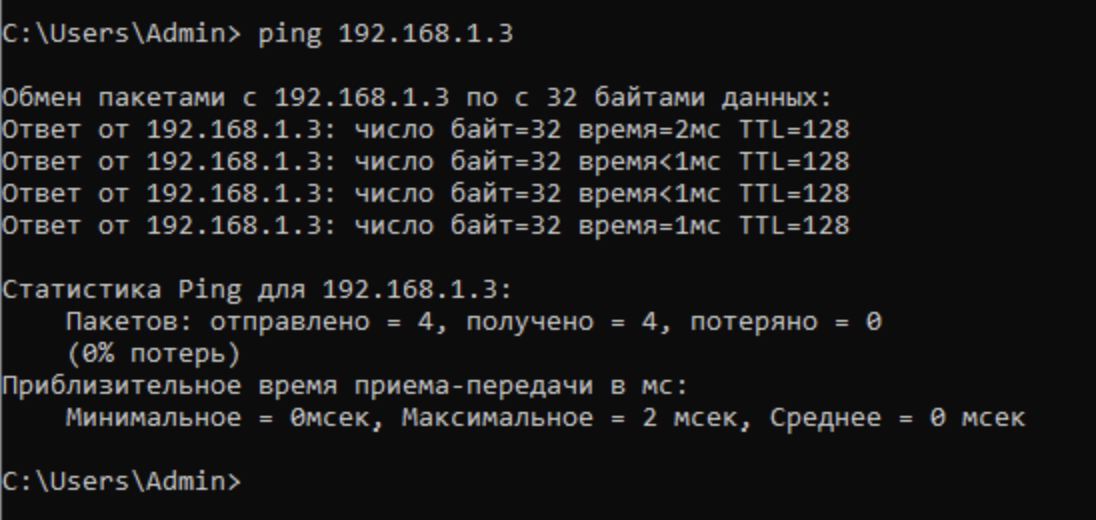 C:\Users\Admin> ping 192.168.1.3
Обмен пакетами с 192.168.1.3 по с 32 байтами данных:
Ответ от 192.168.1.3: число байт=32 время=2мс TTL=128
Ответ от 192.168.1.3: число байт=32 время<1мс TTL=128
Ответ от 192.168.1.3: число байт=32 время<1мс TTL=128
Ответ от 192.168.1.3: число байт=32 время=1мс TTL=128
Статистика Ping для 192.168.1.3:
    Пакетов: отправлено = 4, получено = 4, потеряно = 0
    (0% потерь)
Приблизительное время приема-передачи в мс:
    Минимальное = 0мсек, Максимальное = 2 мсек, Среднее = 0 мсек
C:\Users\Admin>